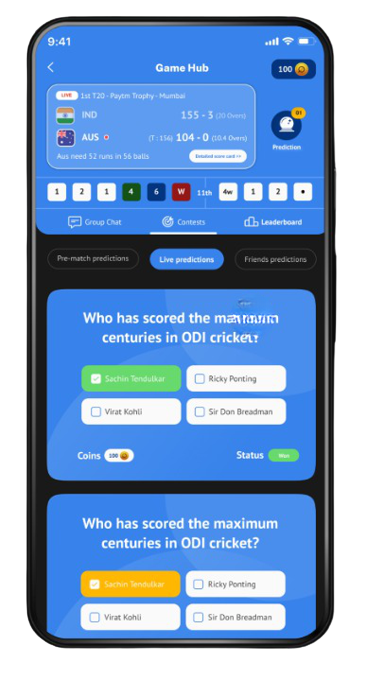 9:41
Game Hub
100
LIVE 1st T20 - Paytm Trophy - Mumbai
IND 155 - 3 (20 Overs)
AUS (T : 156) 104 - 0 (10.4 Overs)
Aus need 52 runs in 56 balls
Detailed score card >>
01
Prediction
1 2 1 4 6 W 11th 4w 1 2 •
Group Chat Contests Leaderboard
Pre-match predictions Live predictions Friends predictions
Who has scored the maximum
centuries in ODI cricket?
Sachin Tendulkar Ricky Ponting
Virat Kohli Sir Don Breadman
Coins 100 Status Won
Who has scored the maximum
centuries in ODI cricket?
Sachin Tendulkar Ricky Ponting
Virat Kohli Sir Don Breadman